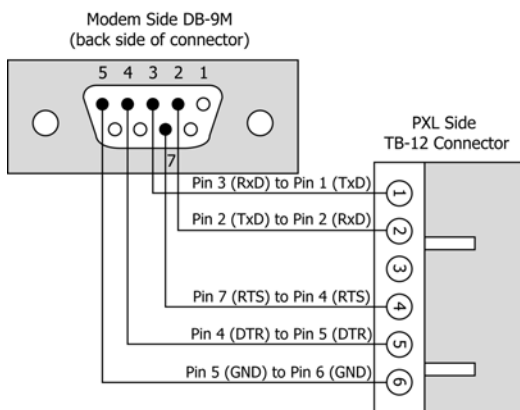 Modem Side DB-9M
(back side of connector)
5 4 3 2 1
7
PXL Side
TB-12 Connector
Pin 3 (RxD) to Pin 1 (TxD)
1
Pin 2 (TxD) to Pin 2 (RxD)
2
3
Pin 7 (RTS) to Pin 4 (RTS)
4
Pin 4 (DTR) to Pin 5 (DTR)
5
Pin 5 (GND) to Pin 6 (GND)
6